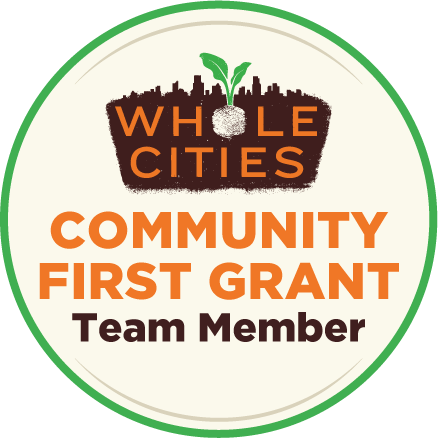 WHOLE
CITIES
COMMUNITY
FIRST GRANT
Team Member